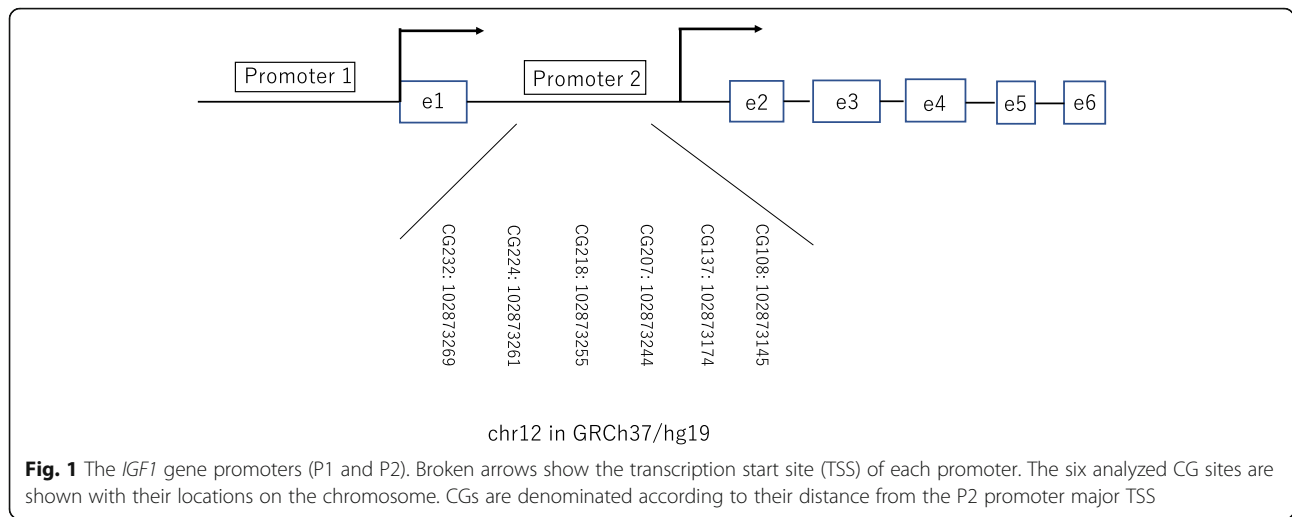 Promoter 1
Promoter 2
e1
e2
e3
e4
e5
e6
CG232: 102873269
CG224: 102873261
CG218: 102873255
CG207: 102873244
CG137: 102873174
CG108: 102873145
chr12 in GRCh37/hg19
Fig. 1 The IGF1 gene promoters (P1 and P2). Broken arrows show the transcription start site (TSS) of each promoter. The six analyzed CG sites are
shown with their locations on the chromosome. CGs are denominated according to their distance from the P2 promoter major TSS